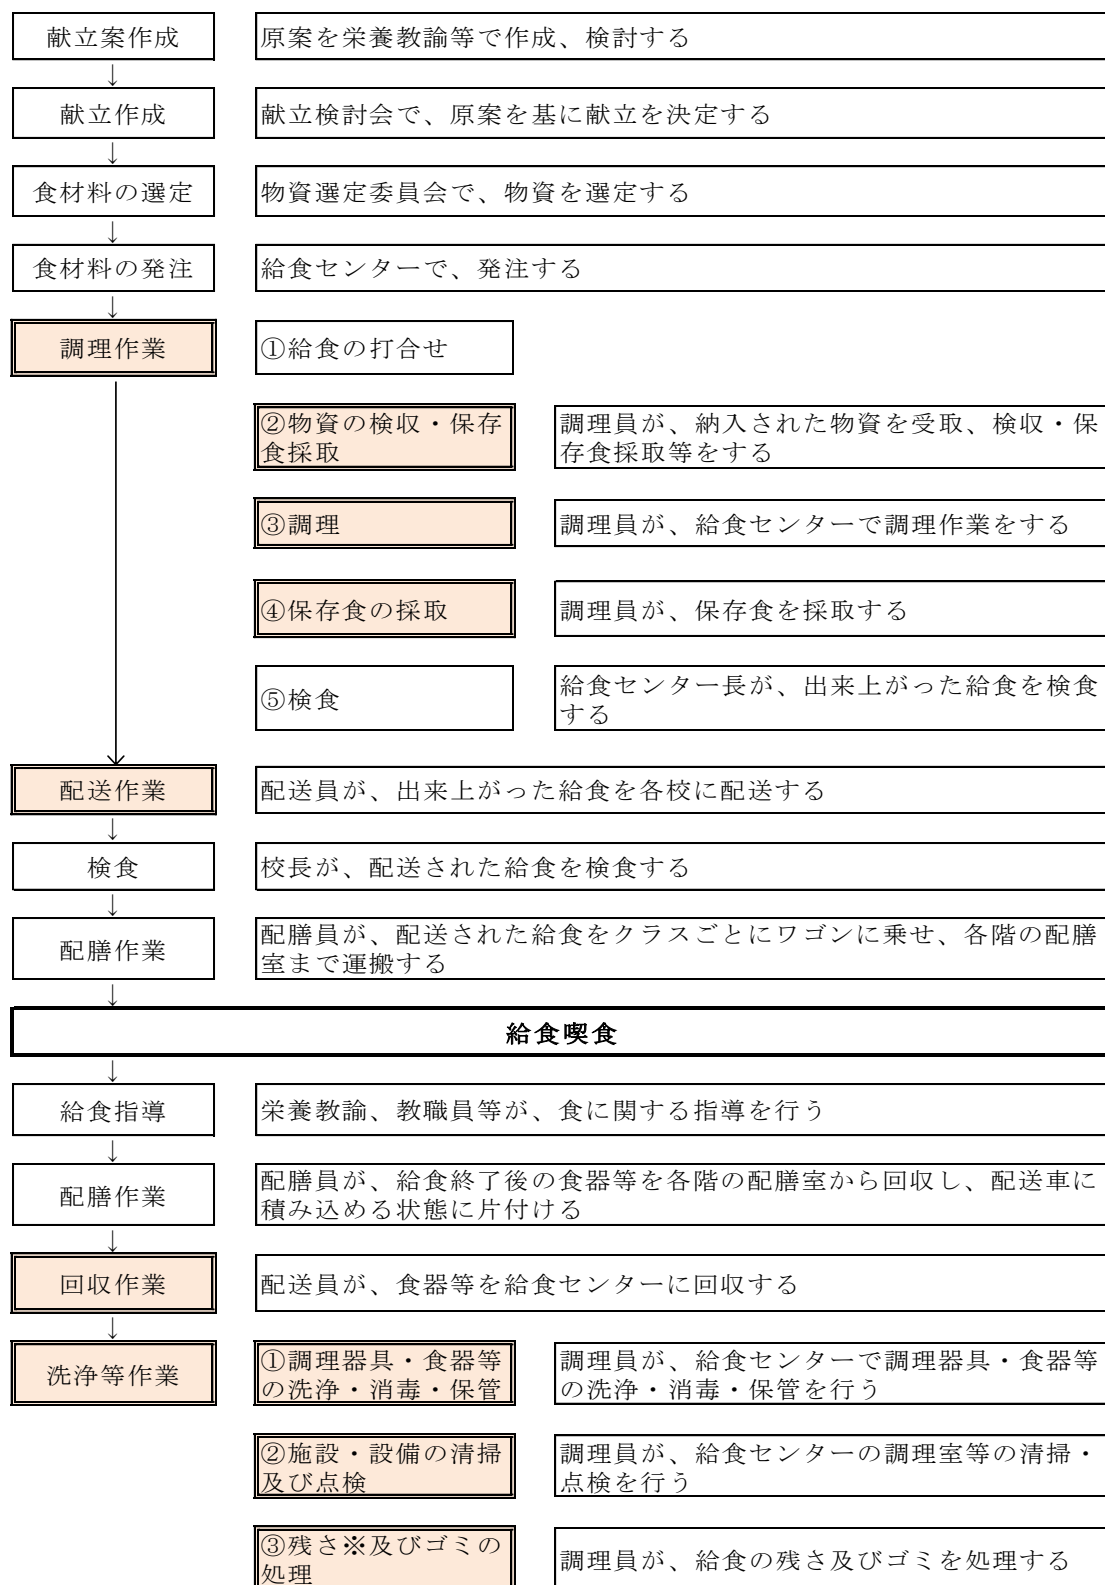 献立案作成
原案を栄養教諭等で作成、検討する
↓
献立作成
献立検討会で、原案を基に献立を決定する
↓
食材料の選定
物資選定委員会で、物資を選定する
↓
食材料の発注
給食センターで、発注する
↓
調理作業
①給食の打合せ
②物資の検収・保存
食採取
調理員が、納入された物資を受取、検収・保
存食採取等をする
③調理
調理員が、給食センターで調理作業をする
④保存食の採取
調理員が、保存食を採取する
⑤検食
給食センター長が、出来上がった給食を検食
する
配送作業
配送員が、出来上がった給食を各校に配送する
↓
検食
校長が、配送された給食を検食する
↓
配膳作業
配膳員が、配送された給食をクラスごとにワゴンに乗せ、各階の配膳
室まで運搬する
↓
給食喫食
↓
給食指導
栄養教諭、教職員等が、食に関する指導を行う
↓
配膳作業
配膳員が、給食終了後の食器等を各階の配膳室から回収し、配送車に
積み込める状態に片付ける
↓
回収作業
配送員が、食器等を給食センターに回収する
↓
洗浄等作業
①調理器具・食器等
の洗浄・消毒・保管
調理員が、給食センターで調理器具・食器等
の洗浄・消毒・保管を行う
②施設・設備の清掃
及び点検
調理員が、給食センターの調理室等の清掃・
点検を行う
③残さ※及びゴミの
処理
調理員が、給食の残さ及びゴミを処理する